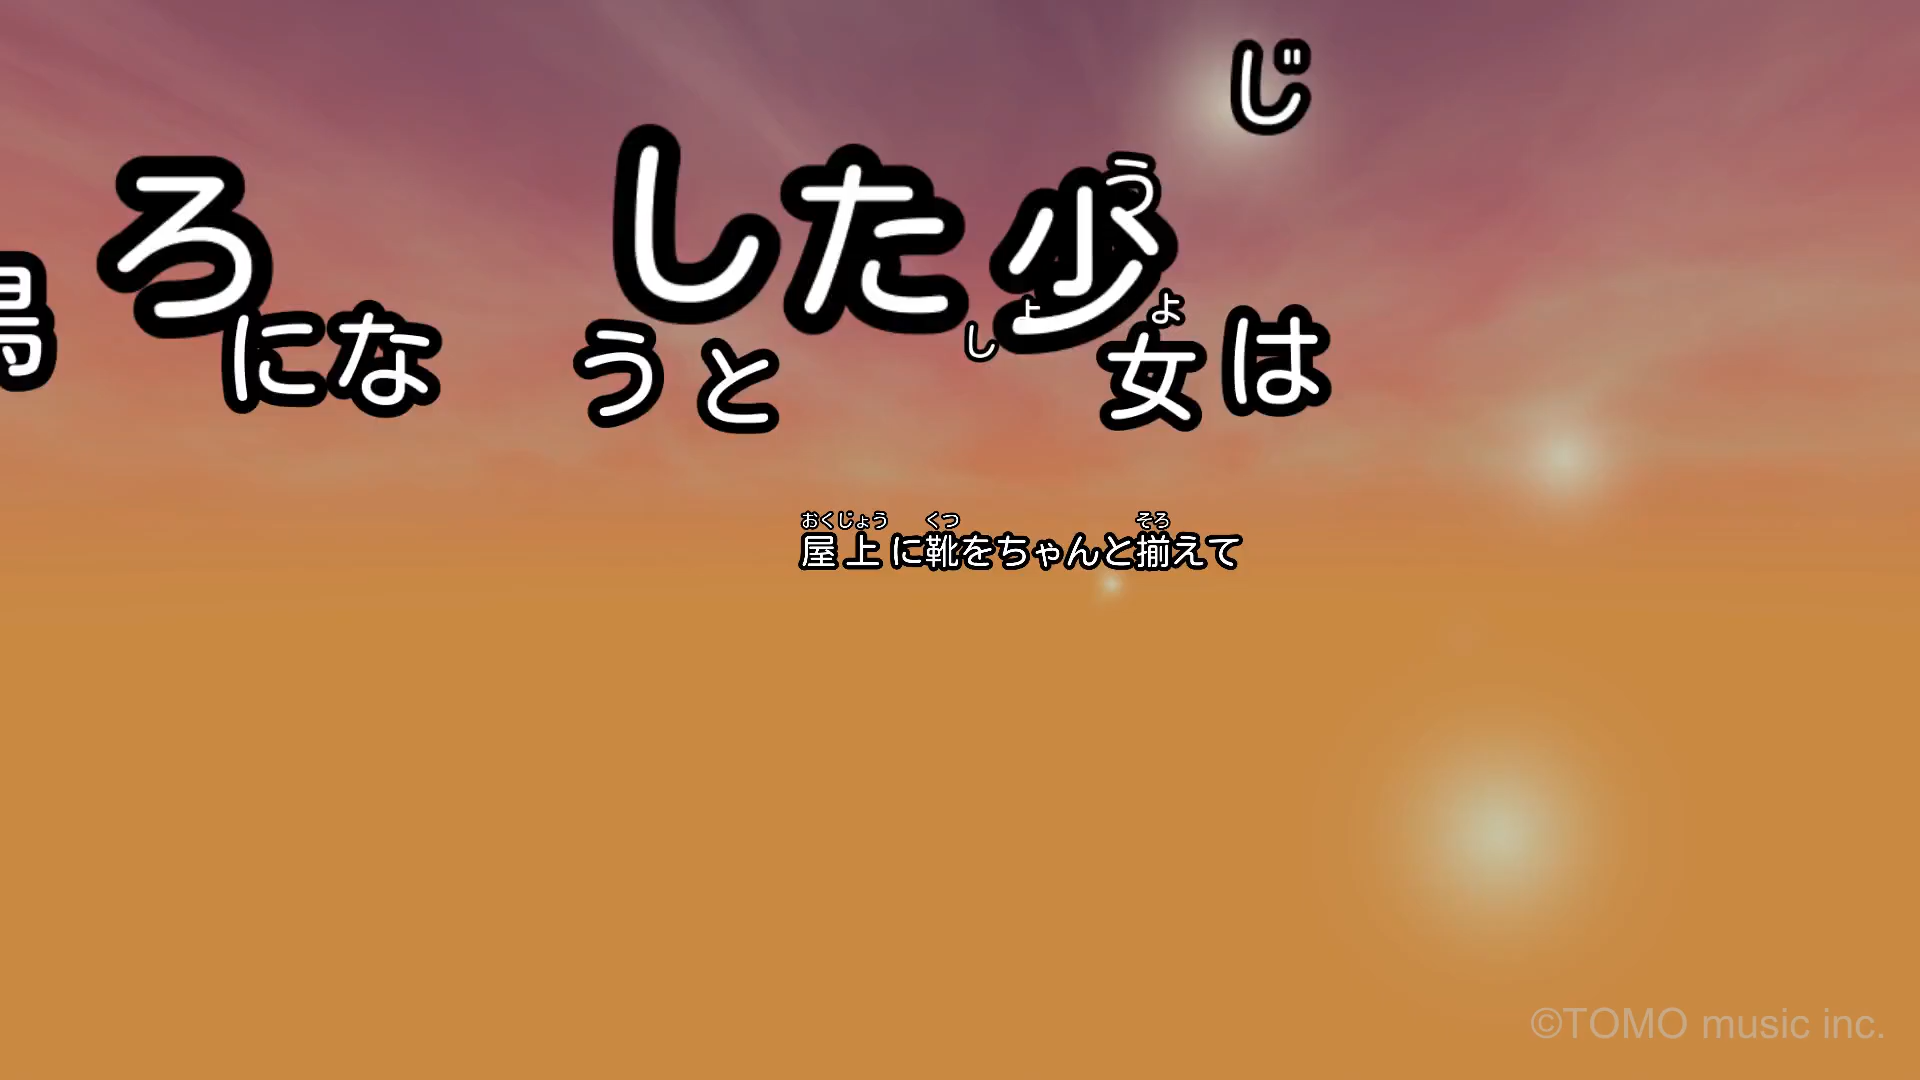 ろになうとした少女は
しょうじょ
屋上に靴をちゃんと揃えて
おくじょう くつ そろ
©TOMO music inc.